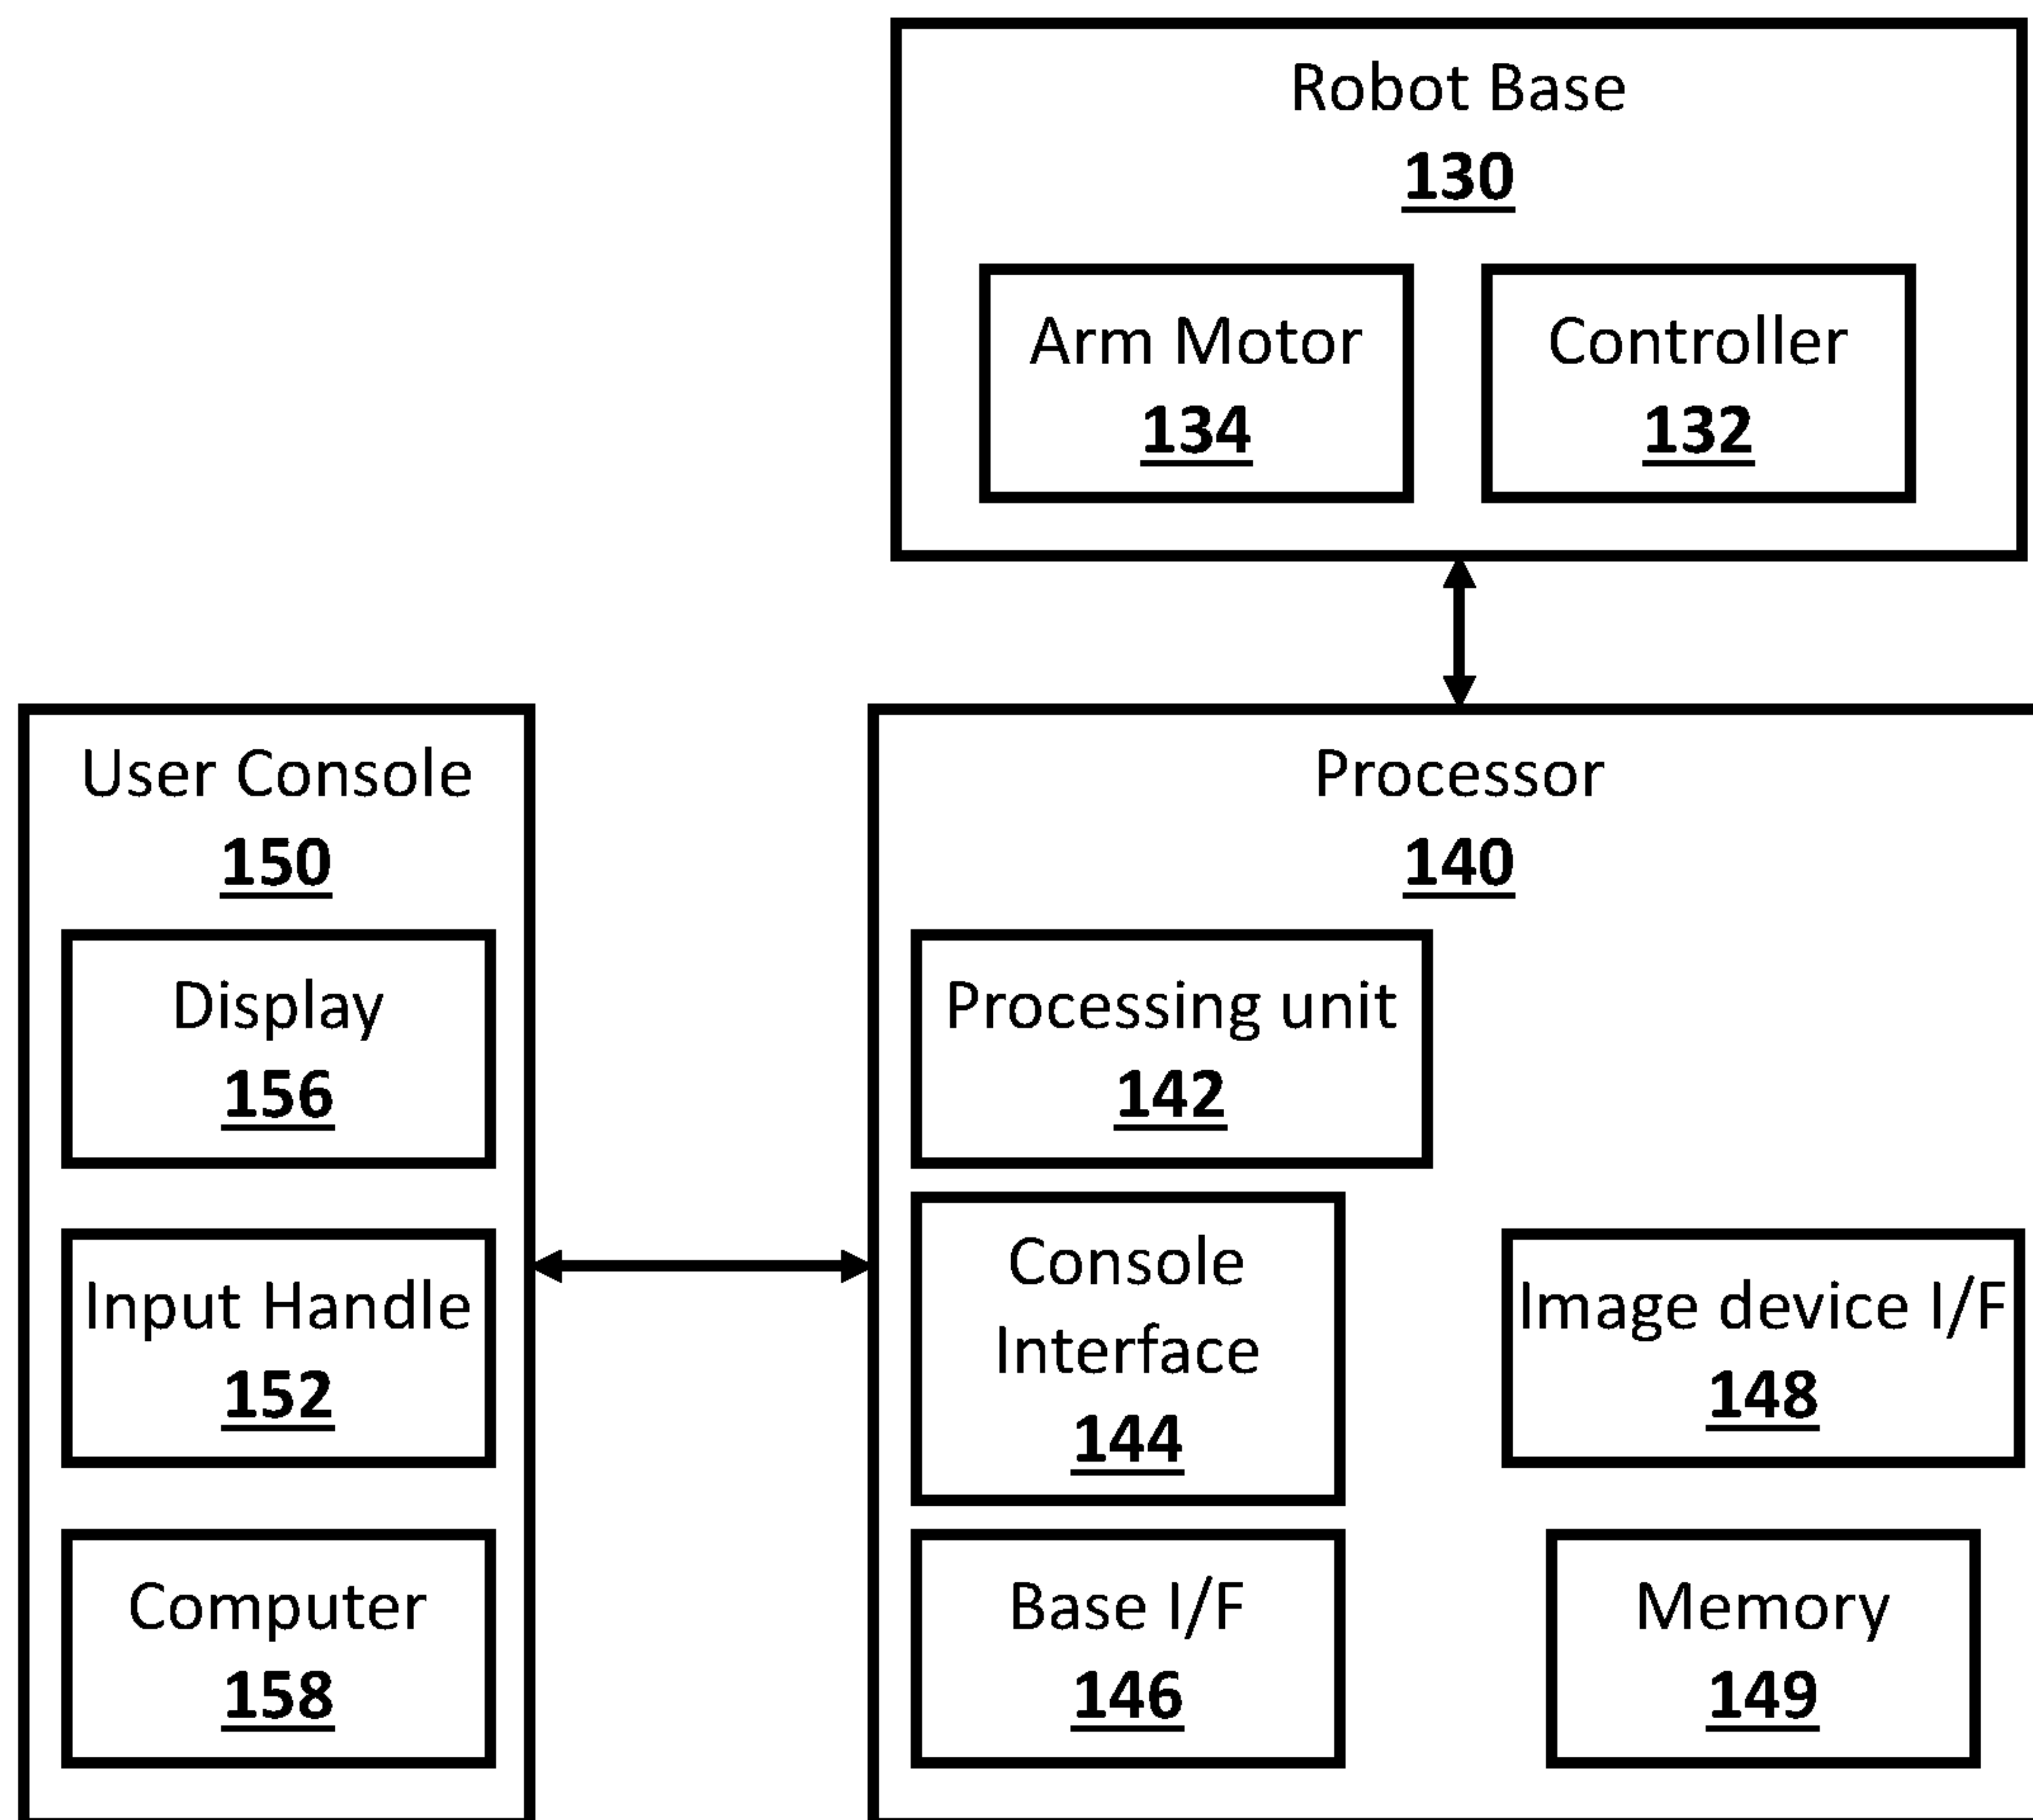 Robot Base
130
Arm Motor
134
Controller
132
User Console
150
Display
156
Input Handle
152
Computer
158
Processor
140
Processing unit
142
Console
Interface
144
Base I/F
146
Image device I/F
148
Memory
149